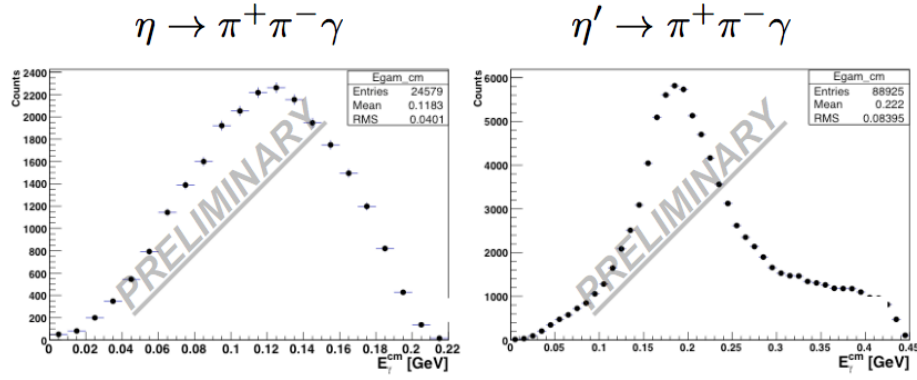 η → π⁺π⁻γ
Counts
2400
2200
2000
1800
1600
1400
1200
1000
800
600
400
200
0
Egam_cm
Entries 24579
Mean 0.1183
RMS 0.0401
PRELIMINARY
0 0.02 0.04 0.06 0.08 0.1 0.12 0.14 0.16 0.18 0.2 0.22
E_γ^cm [GeV]
η′ → π⁺π⁻γ
Counts
6000
5000
4000
3000
2000
1000
0
Egam_cm
Entries 88925
Mean 0.222
RMS 0.08395
PRELIMINARY
0 0.05 0.1 0.15 0.2 0.25 0.3 0.35 0.4 0.45
E_γ^cm [GeV]